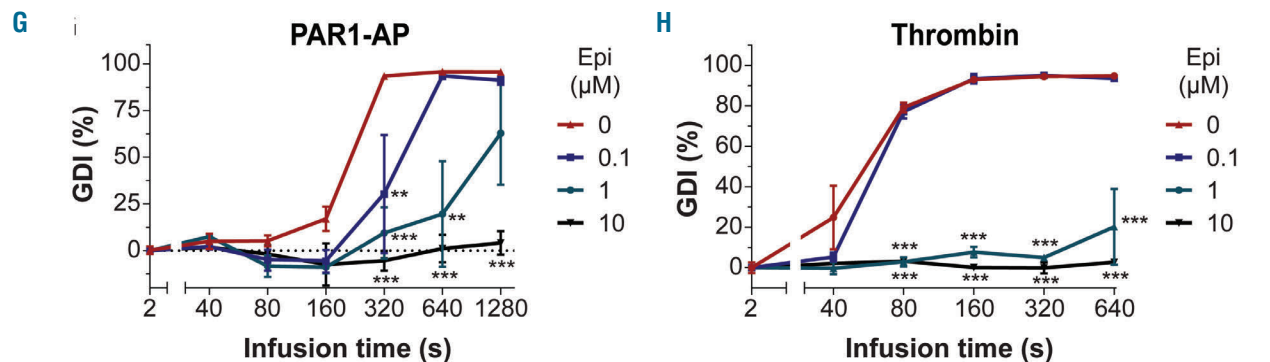 G
i
PAR1-AP
GDI (%)
100
75
50
25
0
**
***
***
**
***
***
2 40 80 160 320 640 1280
Infusion time (s)
Epi
(µM)
0
0.1
1
10
H
Thrombin
GDI (%)
100
80
60
40
20
0
*** *** *** ***
*** *** *** ***
2 40 80 160 320 640
Infusion time (s)
Epi
(µM)
0
0.1
1
10